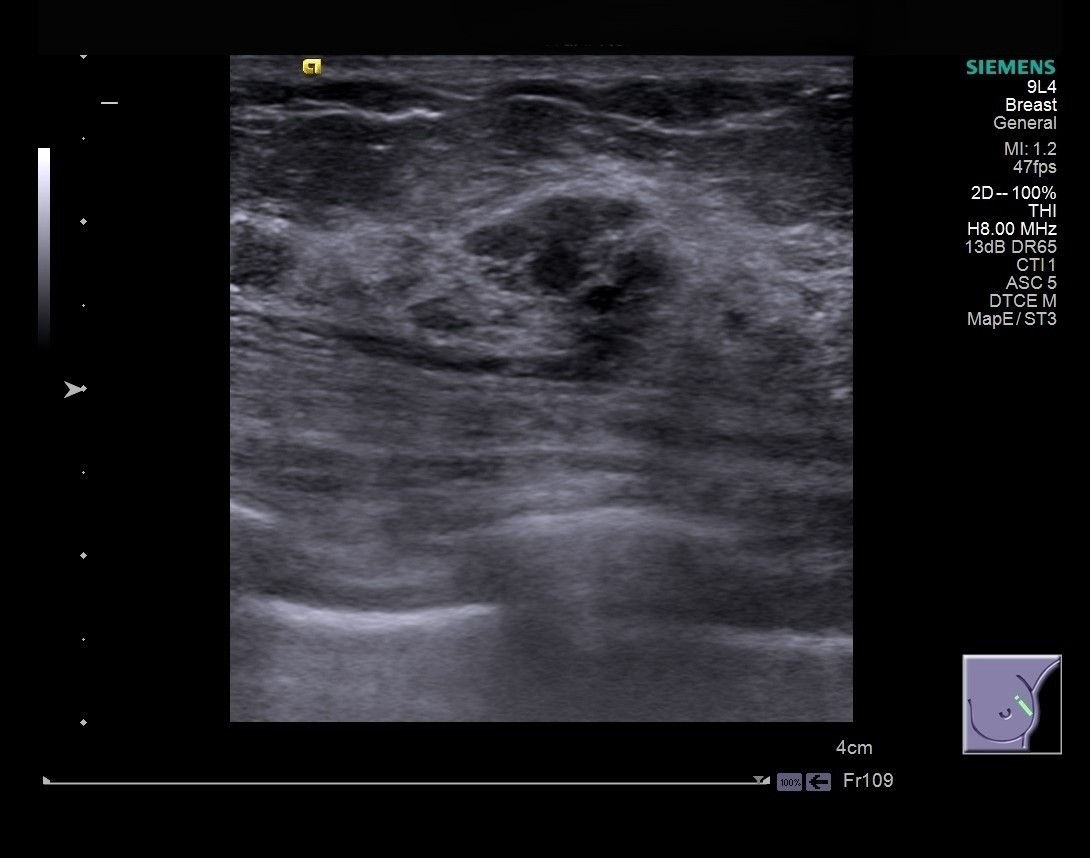 SIEMENS
9L4
Breast
General
MI: 1.2
47fps
2D--100%
THI
H8.00 MHz
13dB DR65
CTI 1
ASC 5
DTCE M
MapE / ST3
4cm
100%
Fr109